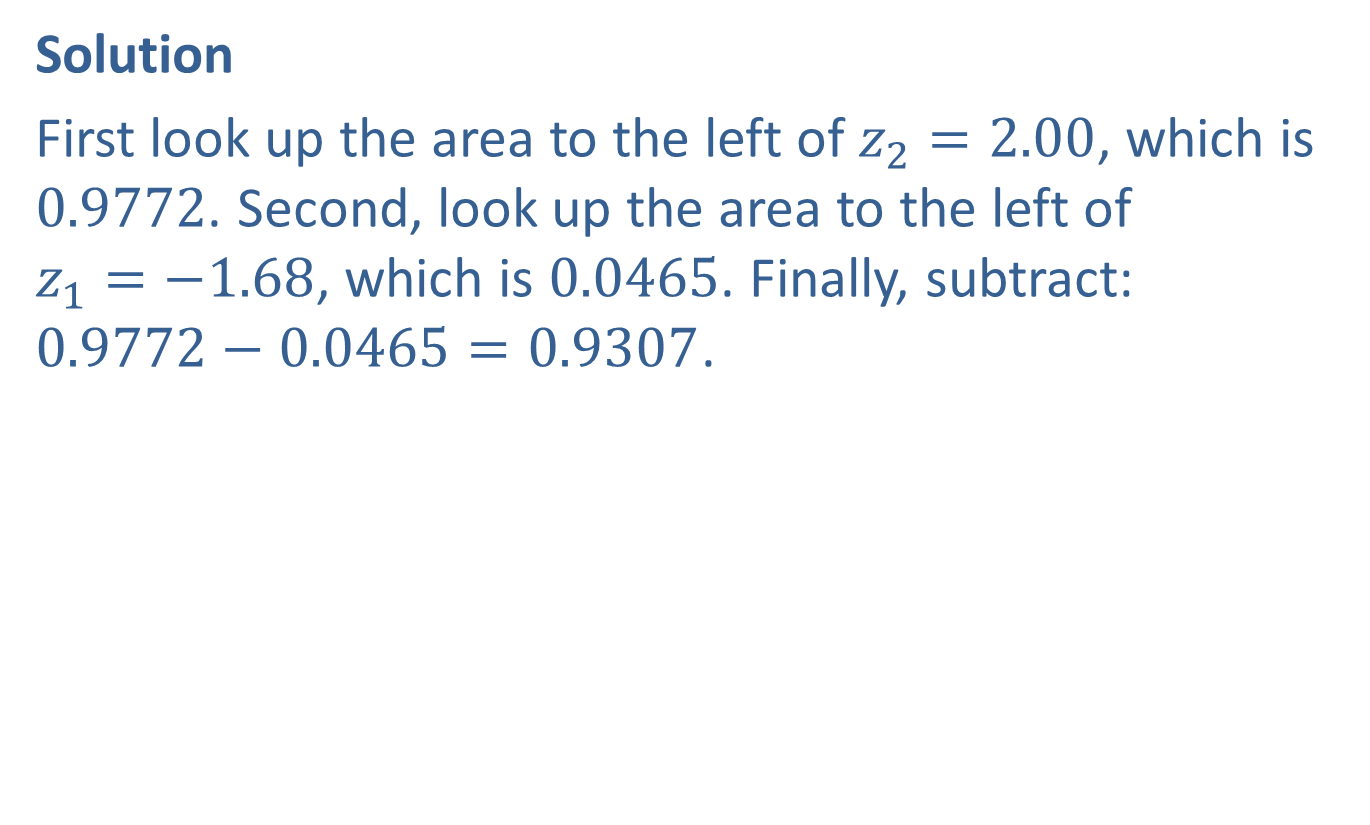 Solution
First look up the area to the left of z₂ = 2.00, which is
0.9772. Second, look up the area to the left of
z₁ = −1.68, which is 0.0465. Finally, subtract:
0.9772 − 0.0465 = 0.9307.